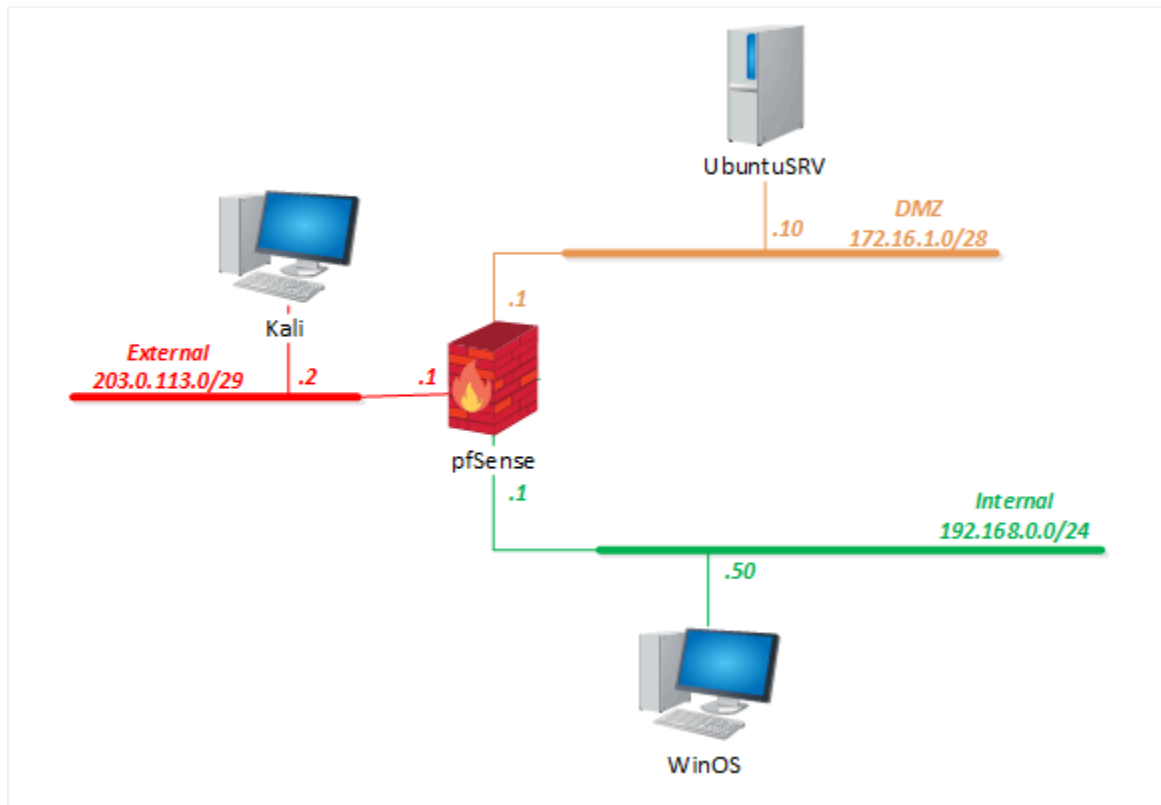 UbuntuSRV
.10
DMZ
172.16.1.0/28
.1
Kali
External
203.0.113.0/29
.2
.1
pfSense
.1
Internal
192.168.0.0/24
.50
WinOS